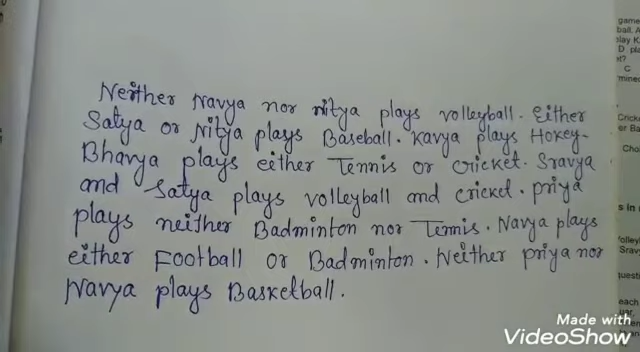 Neither Navya nor Nitya plays volleyball. Either
Satya or Nitya plays Baseball. Kavya plays Hokey.
Bhavya plays either Tennis or cricket. Sravya
and Satya plays volleyball and cricket. priya
plays neither Badminton nor Tennis. Navya plays
either Football or Badminton. Neither priya nor
Navya plays Basketball.
Made with
VideoShow